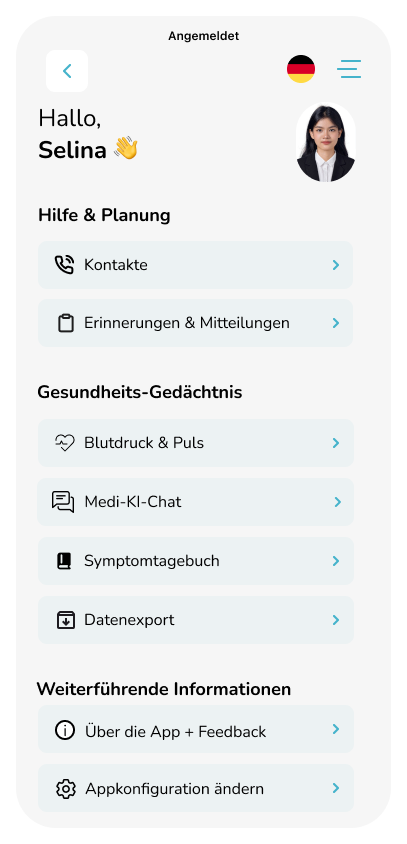 Angemeldet
Hallo,
Selina 👋
Hilfe & Planung
Kontakte
Erinnerungen & Mitteilungen
Gesundheits-Gedächtnis
Blutdruck & Puls
Medi-KI-Chat
Symptomtagebuch
Datenexport
Weiterführende Informationen
Über die App + Feedback
Appkonfiguration ändern